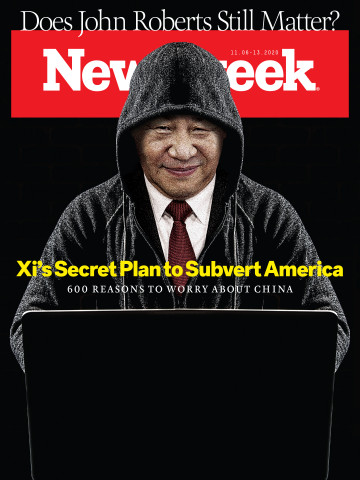 Does John Roberts Still Matter?
11.06-13.2020
Newsweek
Xi's Secret Plan to Subvert America
600 REASONS TO WORRY ABOUT CHINA